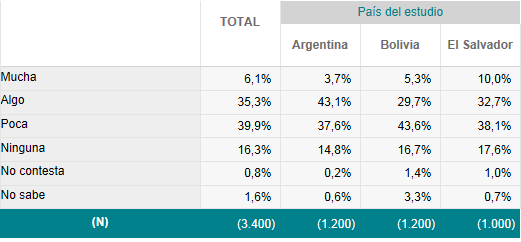 País del estudio
TOTAL
Argentina Bolivia El Salvador
Mucha 6,1% 3,7% 5,3% 10,0%
Algo 35,3% 43,1% 29,7% 32,7%
Poca 39,9% 37,6% 43,6% 38,1%
Ninguna 16,3% 14,8% 16,7% 17,6%
No contesta 0,8% 0,2% 1,4% 1,0%
No sabe 1,6% 0,6% 3,3% 0,7%
(N) (3.400) (1.200) (1.200) (1.000)